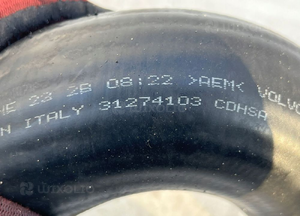 23 2B 08:22 >AEM< VOLVO
N ITALY 31274103 CDHSA